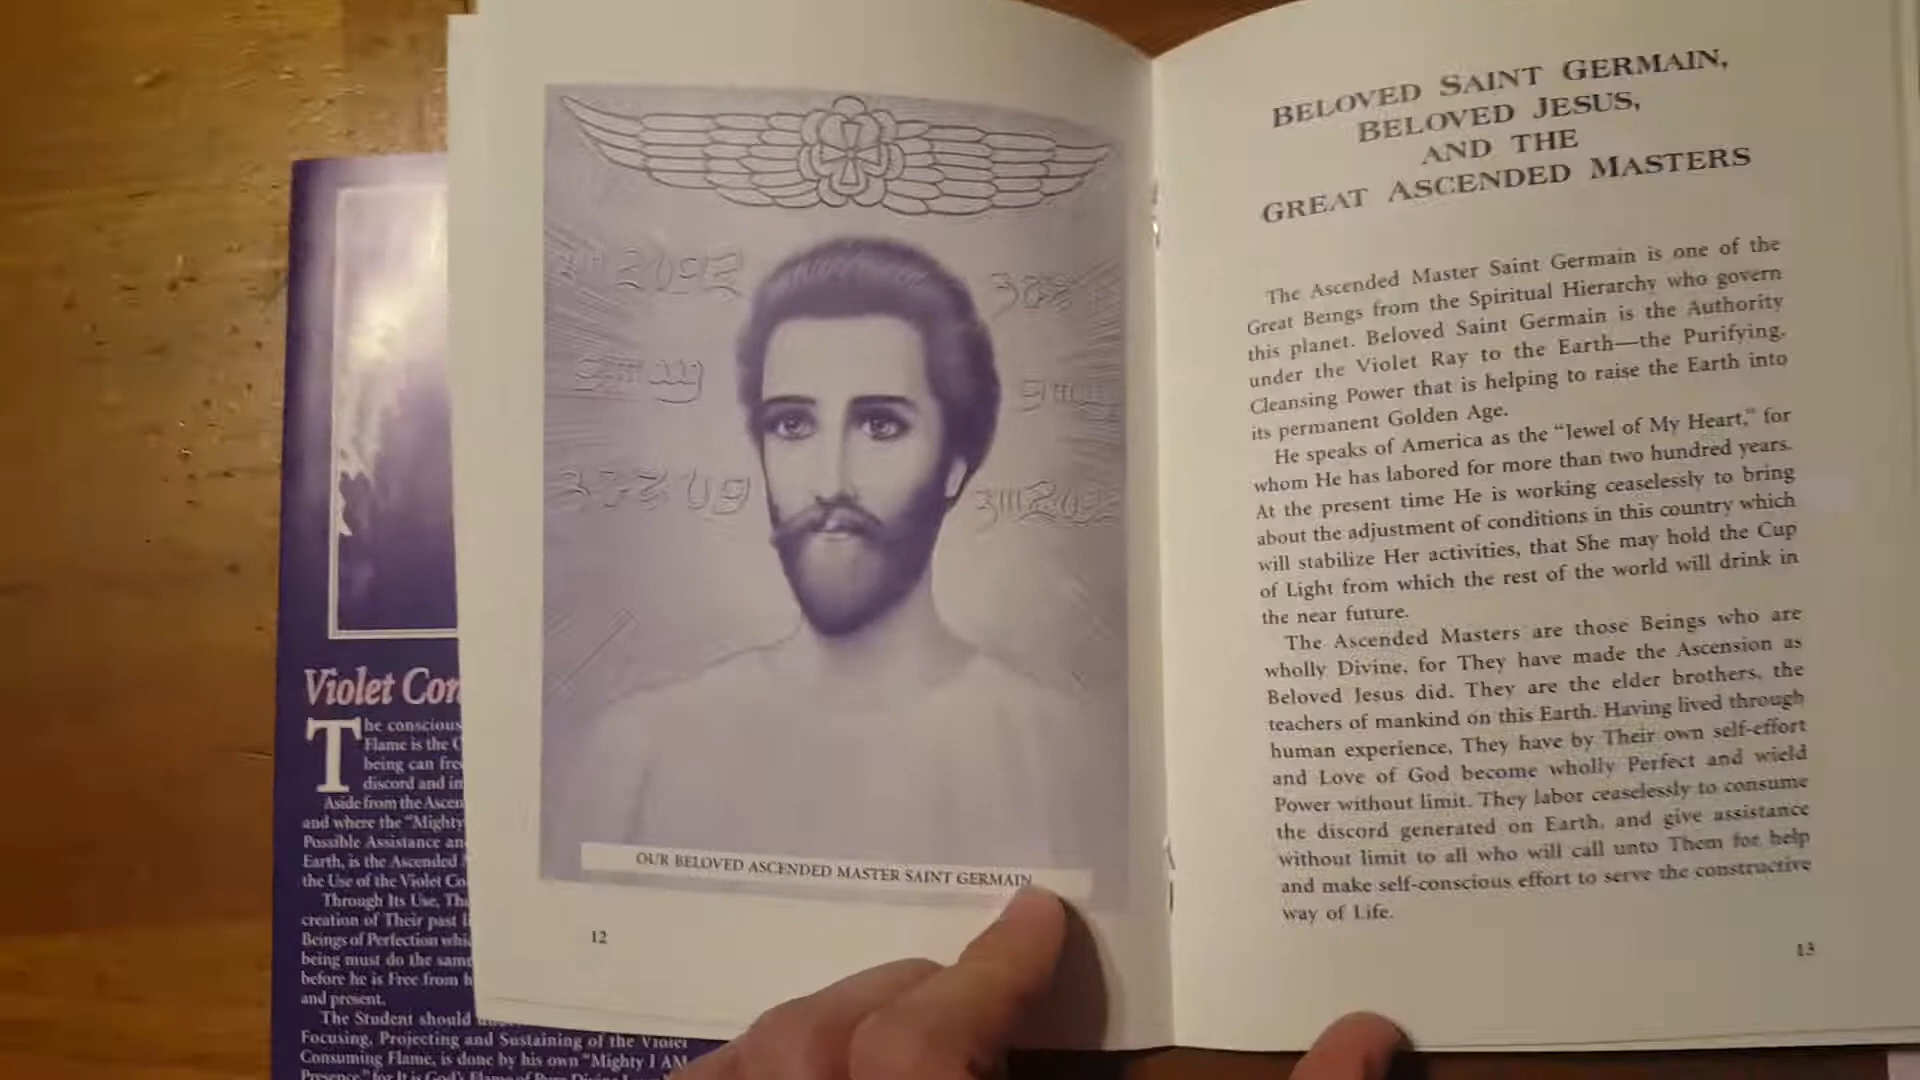 OUR BELOVED ASCENDED MASTER SAINT GERMAIN
12
BELOVED SAINT GERMAIN,
BELOVED JESUS,
AND THE
GREAT ASCENDED MASTERS
The Ascended Master Saint Germain is one of the
Great Beings from the Spiritual Hierarchy who govern
this planet. Beloved Saint Germain is the Authority
under the Violet Ray to the Earth—the Purifying,
Cleansing Power that is helping to raise the Earth into
its permanent Golden Age.
He speaks of America as the “Jewel of My Heart,” for
whom He has labored for more than two hundred years.
At the present time He is working ceaselessly to bring
about the adjustment of conditions in this country which
will stabilize Her activities, that She may hold the Cup
of Light from which the rest of the world will drink in
the near future.
The Ascended Masters are those Beings who are
wholly Divine, for They have made the Ascension as
Beloved Jesus did. They are the elder brothers, the
teachers of mankind on this Earth. Having lived through
human experience, They have by Their own self-effort
and Love of God become wholly Perfect and wield
Power without limit. They labor ceaselessly to consume
the discord generated on Earth, and give assistance
without limit to all who will call unto Them for help
and make self-conscious effort to serve the constructive
way of Life.
13
Violet Con
The conscious
Flame is the
being can fre
discord and in
Aside from the Ascen
and where the “Mighty
Possible Assistance an
Earth, is the Ascended
the Use of the Violet Co
Through Its Use, Th
creation of Their past l
Beings of Perfection whi
being must do the same
before he is Free from h
and present.
The Student should
Focusing, Projecting and Sustaining of the Violet
Consuming Flame, is done by his own “Mighty I AM
Presence,” for It is God's Flame of Pure Divine